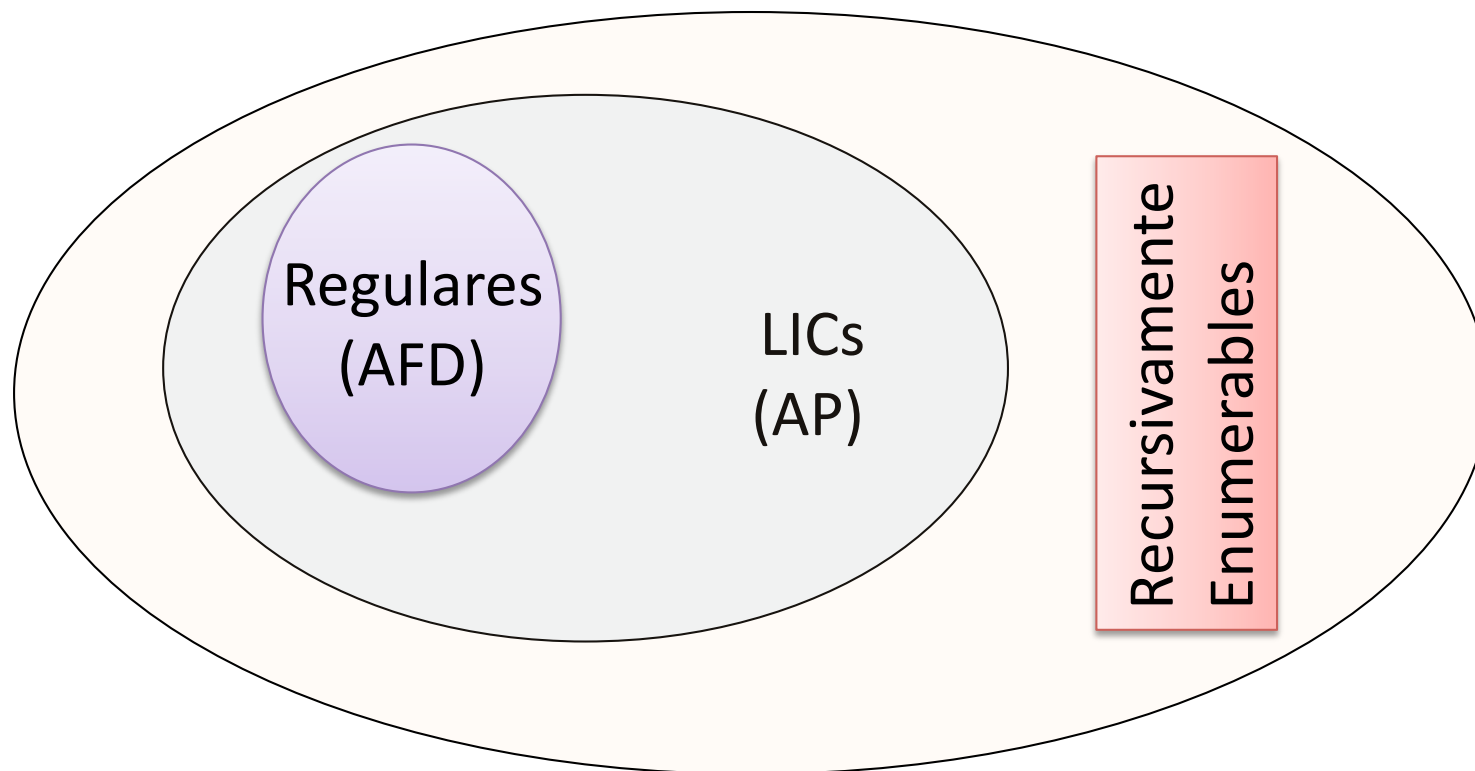 Regulares
(AFD)
LICs
(AP)
Recursivamente
Enumerables